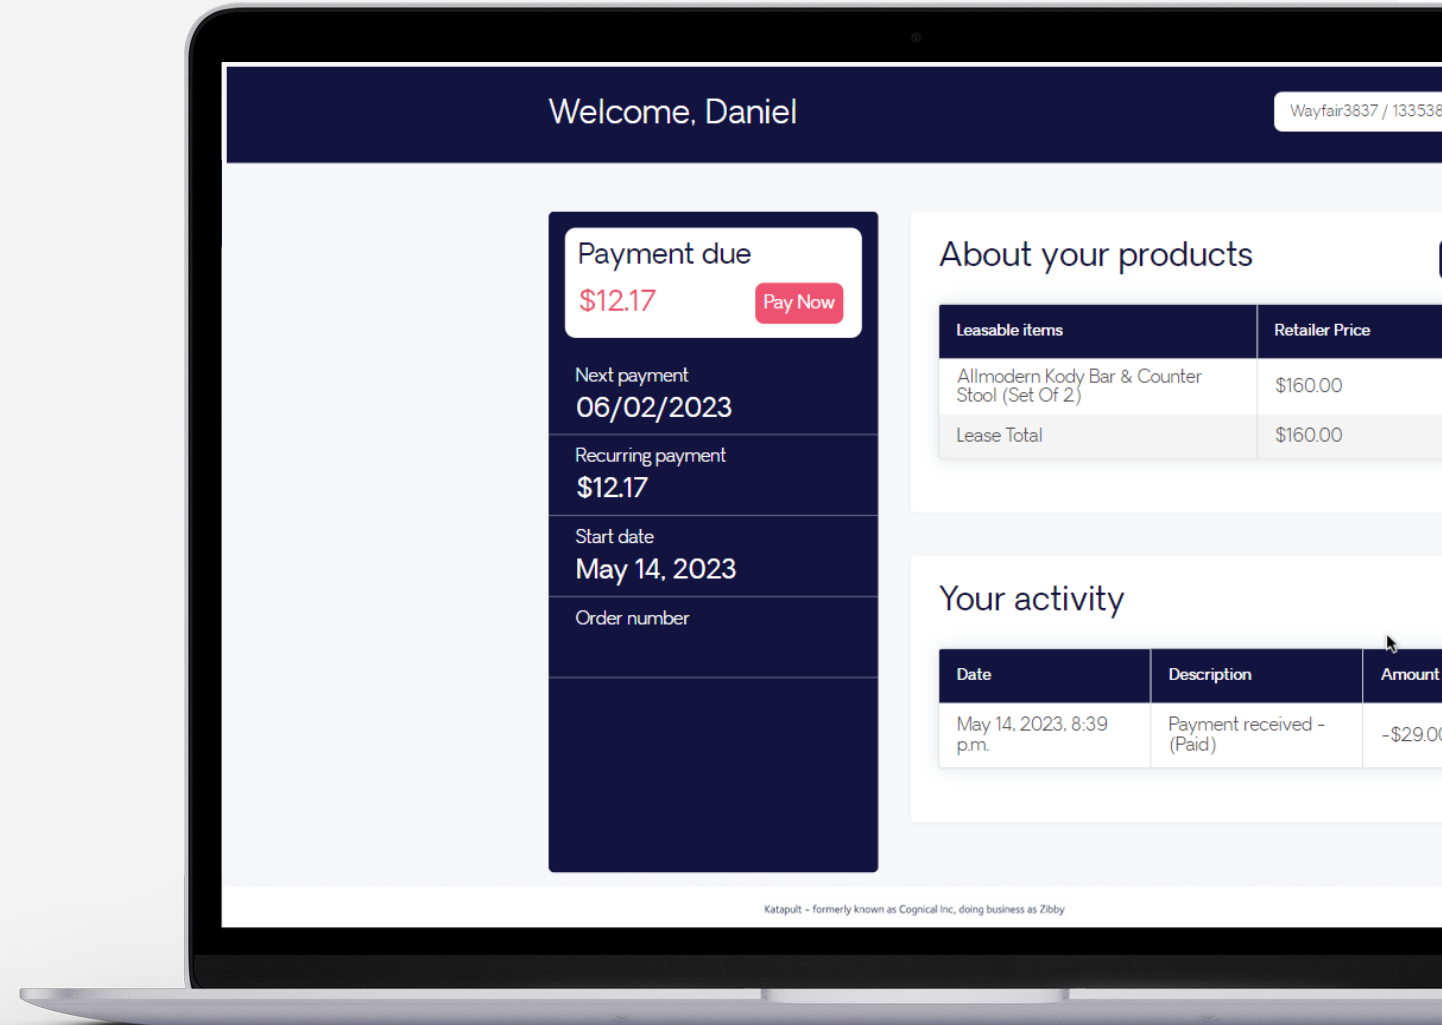 Welcome, Daniel
Wayfair3837 / 133538
Payment due
$12.17
Pay Now
Next payment
06/02/2023
Recurring payment
$12.17
Start date
May 14, 2023
Order number
About your products
Leasable items
Retailer Price
Allmodern Kody Bar & Counter
Stool (Set Of 2)
$160.00
Lease Total
$160.00
Your activity
Date
Description
Amount
May 14, 2023, 8:39
p.m.
Payment received -
(Paid)
-$29.00
Katapult - formerly known as Cognical Inc, doing business as Zibby